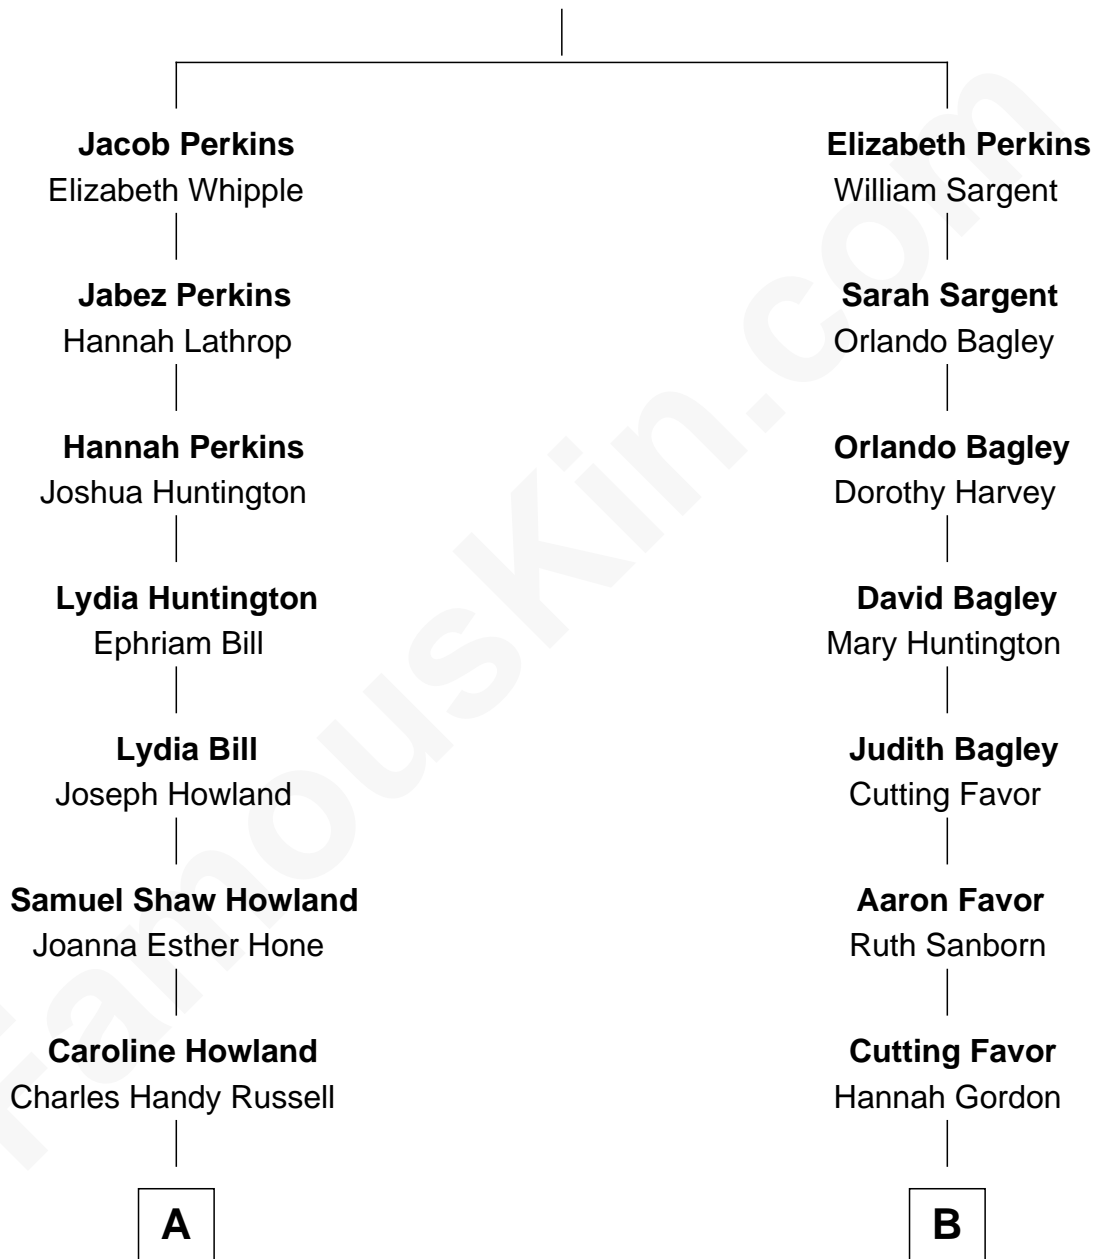 Jacob Perkins
Elizabeth Whipple
Jabez Perkins
Hannah Lathrop
Hannah Perkins
Joshua Huntington
Lydia Huntington
Ephriam Bill
Lydia Bill
Joseph Howland
Samuel Shaw Howland
Joanna Esther Hone
Caroline Howland
Charles Handy Russell
A
Elizabeth Perkins
William Sargent
Sarah Sargent
Orlando Bagley
Orlando Bagley
Dorothy Harvey
David Bagley
Mary Huntington
Judith Bagley
Cutting Favor
Aaron Favor
Ruth Sanborn
Cutting Favor
Hannah Gordon
B
FamousKin.com